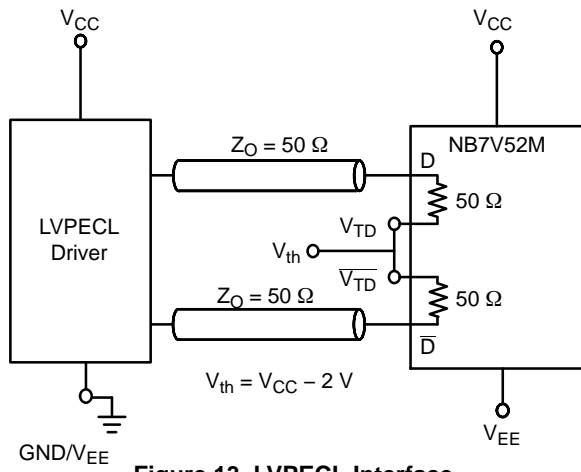 VCC
VCC
ZO = 50 Ω
NB7V52M
D
50 Ω
LVPECL
Driver
VTD
Vth
V̅T̅D̅
ZO = 50 Ω
50 Ω
D̅
Vth = VCC – 2 V
GND/VEE
VEE
Figure 13. LVPECL Interface